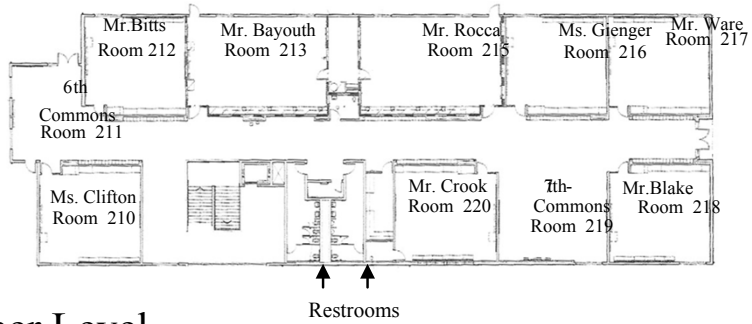 Mr.Bitts
Room 212
Mr. Bayouth
Room 213
Mr. Rocca
Room 215
Ms. Gienger
Room 216
Mr. Ware
Room 217
6th
Commons
Room 211
Ms. Clifton
Room 210
Mr. Crook
Room 220
7th-
Commons
Room 219
Mr.Blake
Room 218
Restrooms